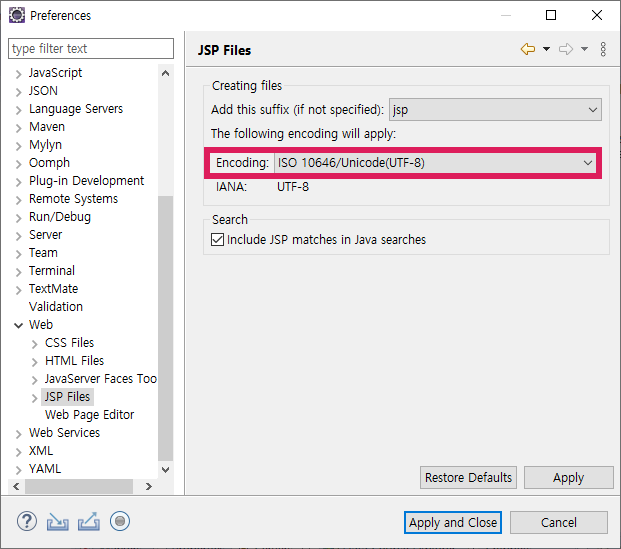 Preferences
type filter text
JavaScript
JSON
Language Servers
Maven
Mylyn
Oomph
Plug-in Development
Remote Systems
Run/Debug
Server
Team
Terminal
TextMate
Validation
Web
CSS Files
HTML Files
JavaServer Faces Too
JSP Files
Web Page Editor
Web Services
XML
YAML
JSP Files
Creating files
Add this suffix (if not specified): jsp
The following encoding will apply:
Encoding: ISO 10646/Unicode(UTF-8)
IANA: UTF-8
Search
Include JSP matches in Java searches
Restore Defaults Apply
Apply and Close Cancel